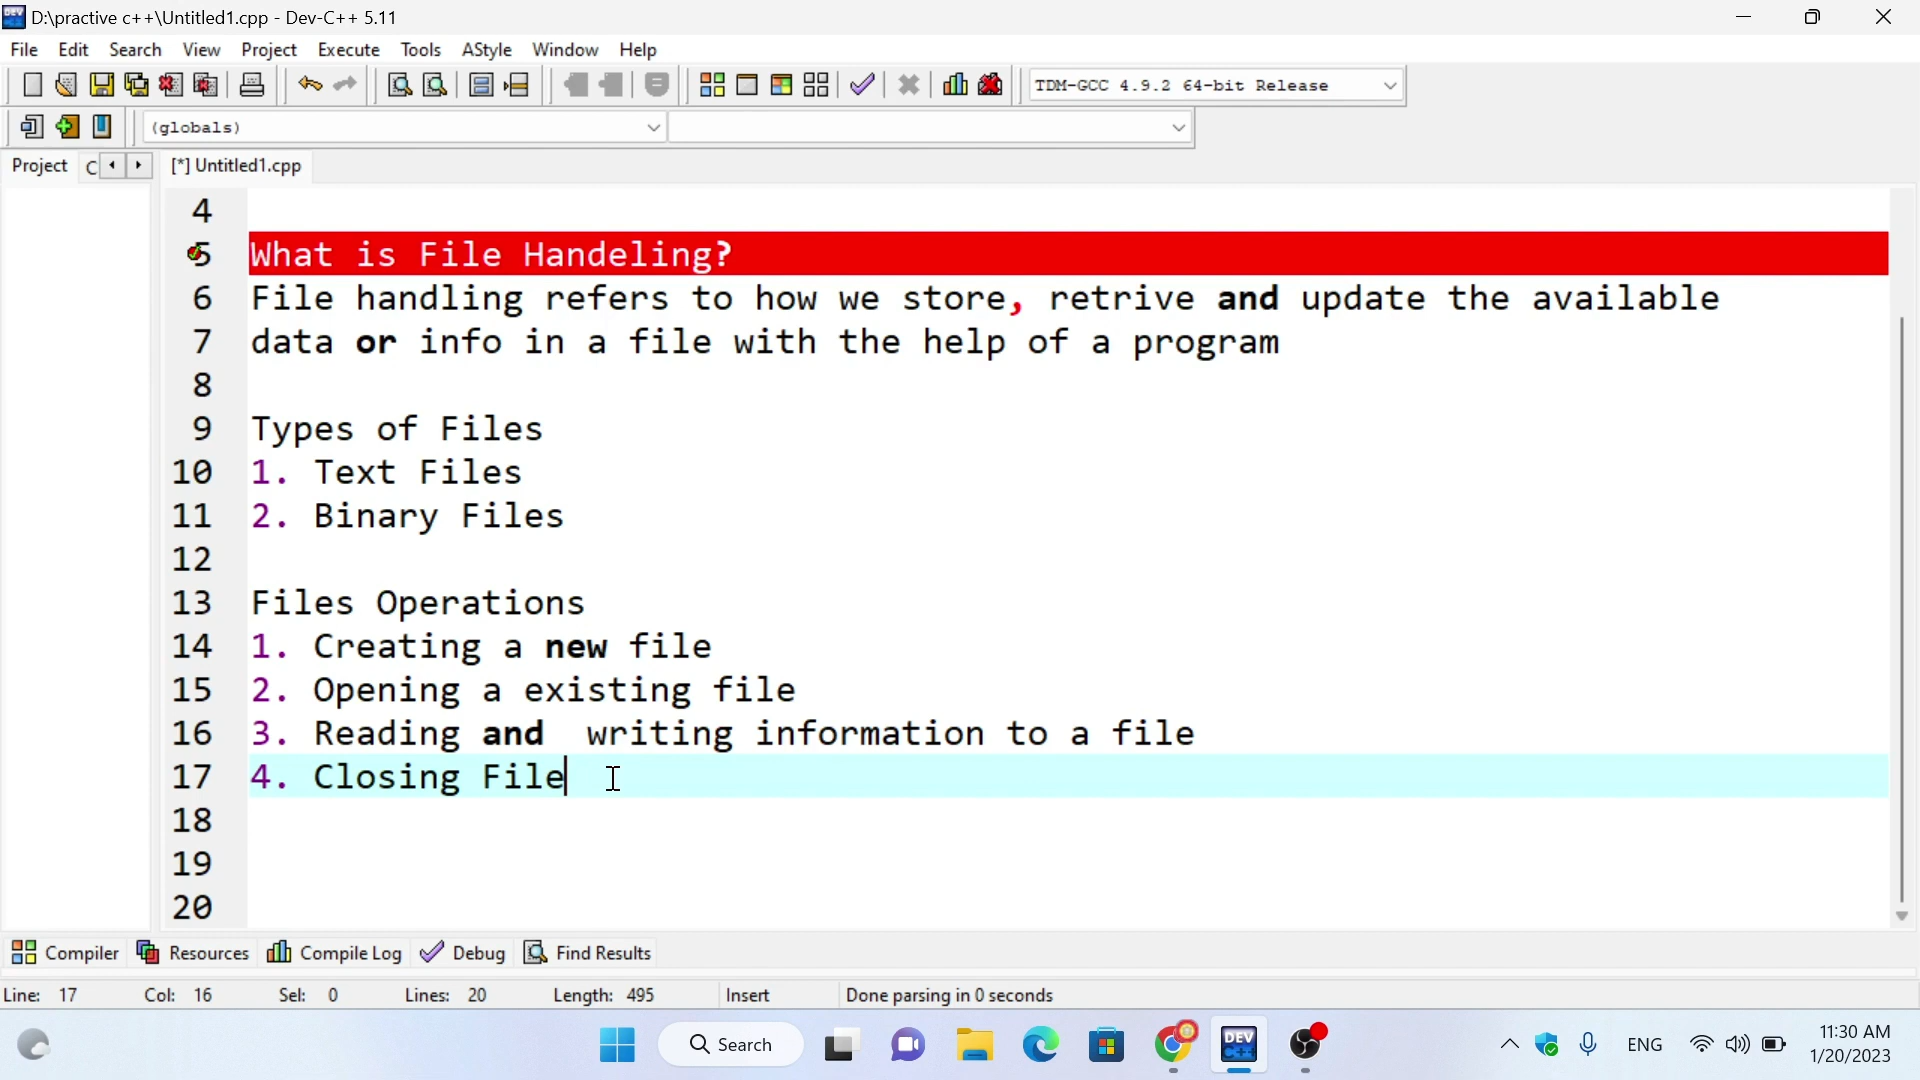 D:\practive c++\Untitled1.cpp - Dev-C++ 5.11
File Edit Search View Project Execute Tools AStyle Window Help
TDM-GCC 4.9.2 64-bit Release
(globals)
Project C [*] Untitled1.cpp
4
5 What is File Handeling?
6 File handling refers to how we store, retrive and update the available
7 data or info in a file with the help of a program
8
9 Types of Files
10 1. Text Files
11 2. Binary Files
12
13 Files Operations
14 1. Creating a new file
15 2. Opening a existing file
16 3. Reading and  writing information to a file
17 4. Closing File
18
19
20
Compiler Resources Compile Log Debug Find Results
Line: 17 Col: 16 Sel: 0 Lines: 20 Length: 495 Insert Done parsing in 0 seconds
Search DEV C++ ENG 11:30 AM
1/20/2023